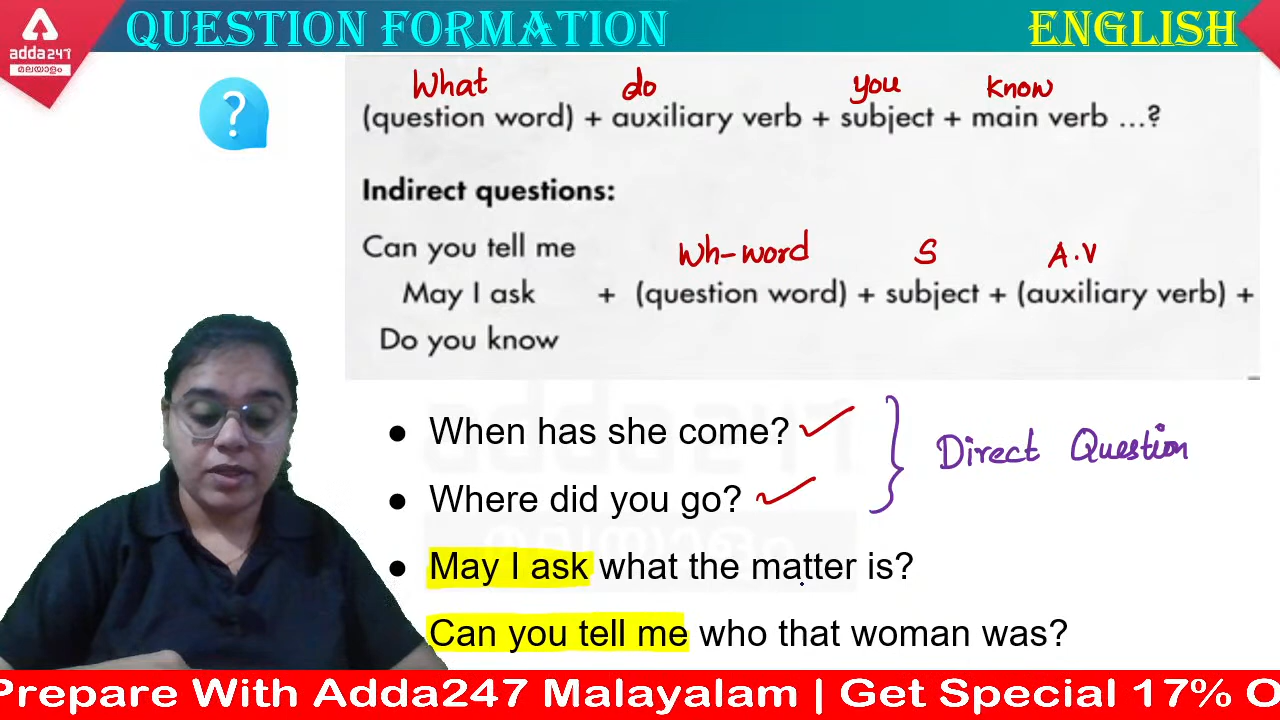 QUESTION FORMATION
ENGLISH
adda247
മലയാളം
?
What do you know
(question word) + auxiliary verb + subject + main verb ...?
Indirect questions:
Can you tell me
Wh-word S A.V
May I ask + (question word) + subject + (auxiliary verb) +
Do you know
● When has she come?
● Where did you go?
Direct Question
● May I ask what the matter is?
Can you tell me who that woman was?
adda247
മലയാളം
Prepare With Adda247 Malayalam | Get Special 17% O